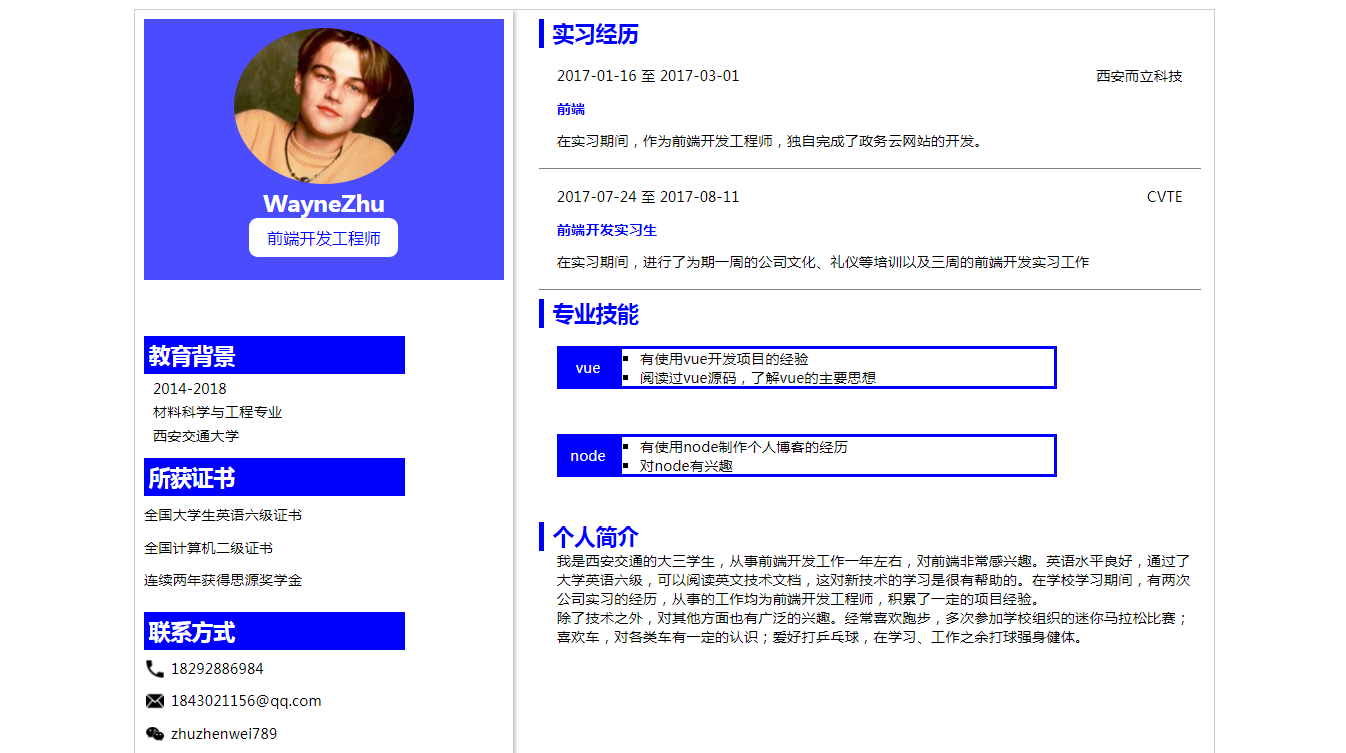 WayneZhu
前端开发工程师
教育背景
2014-2018
材料科学与工程专业
西安交通大学
所获证书
全国大学生英语六级证书
全国计算机二级证书
连续两年获得思源奖学金
联系方式
18292886984
1843021156@qq.com
zhuzhenwei789
实习经历
2017-01-16 至 2017-03-01 西安而立科技
前端
在实习期间，作为前端开发工程师，独自完成了政务云网站的开发。
2017-07-24 至 2017-08-11 CVTE
前端开发实习生
在实习期间，进行了为期一周的公司文化、礼仪等培训以及三周的前端开发实习工作
专业技能
vue
有使用vue开发项目的经验
阅读过vue源码，了解vue的主要思想
node
有使用node制作个人博客的经历
对node有兴趣
个人简介
我是西安交通的大三学生，从事前端开发工作一年左右，对前端非常感兴趣。英语水平良好，通过了
大学英语六级，可以阅读英文技术文档，这对新技术的学习是很有帮助的。在学校学习期间，有两次
公司实习的经历，从事的工作均为前端开发工程师，积累了一定的项目经验。
除了技术之外，对其他方面也有广泛的兴趣。经常喜欢跑步，多次参加学校组织的迷你马拉松比赛；
喜欢车，对各类车有一定的认识；爱好打乒乓球，在学习、工作之余打球强身健体。